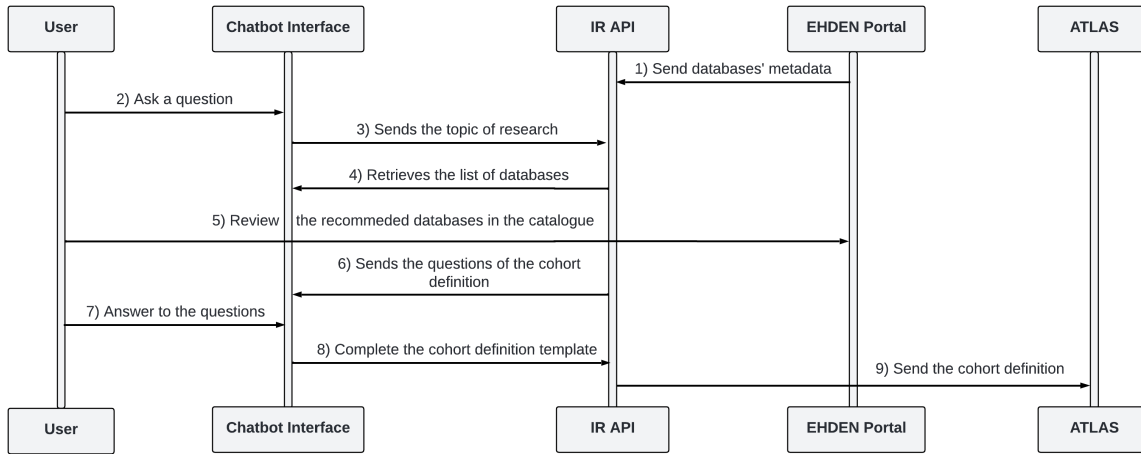 User Chatbot Interface IR API EHDEN Portal ATLAS
1) Send databases' metadata
2) Ask a question
3) Sends the topic of research
4) Retrieves the list of databases
5) Review the recommeded databases in the catalogue
6) Sends the questions of the cohort
definition
7) Answer to the questions
8) Complete the cohort definition template
9) Send the cohort definition
User Chatbot Interface IR API EHDEN Portal ATLAS